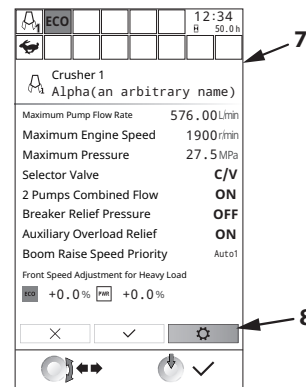 1 ECO 12:34
50.0h
7
Crusher 1
1 Alpha(an arbitrary name)
Maximum Pump Flow Rate 576.00L/min
Maximum Engine Speed 1900r/min
Maximum Pressure 27.5MPa
Selector Valve C/V
2 Pumps Combined Flow ON
Breaker Relief Pressure OFF
Auxiliary Overload Relief ON
Boom Raise Speed Priority Auto1
Front Speed Adjustment for Heavy Load
ECO +0.0% PWR +0.0%
8